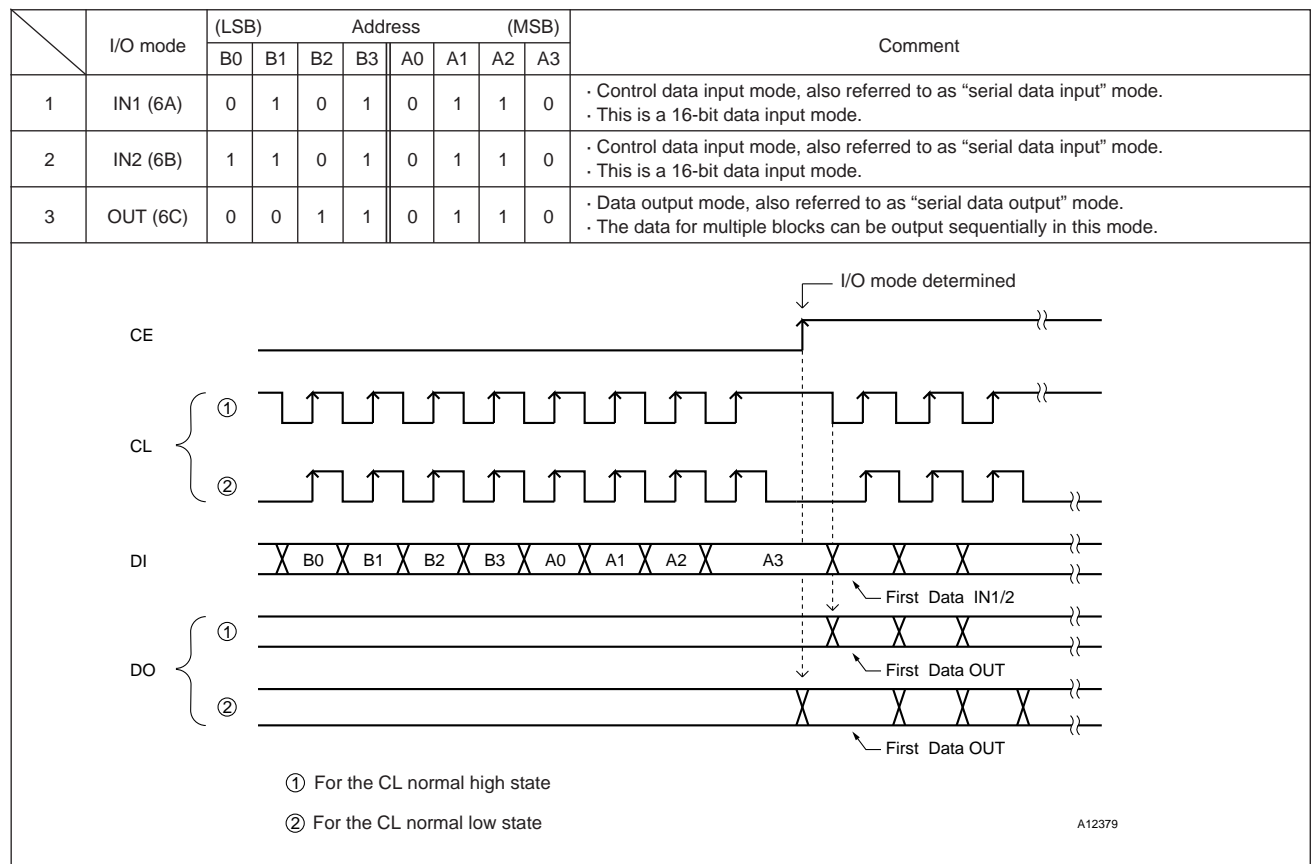 I/O mode (LSB) Address (MSB) Comment
B0 B1 B2 B3 A0 A1 A2 A3
1 IN1 (6A) 0 1 0 1 0 1 1 0 · Control data input mode, also referred to as “serial data input” mode.
· This is a 16-bit data input mode.
2 IN2 (6B) 1 1 0 1 0 1 1 0 · Control data input mode, also referred to as “serial data input” mode.
· This is a 16-bit data input mode.
3 OUT (6C) 0 0 1 1 0 1 1 0 · Data output mode, also referred to as “serial data output” mode.
· The data for multiple blocks can be output sequentially in this mode.
I/O mode determined
CE
①
CL
②
DI B0 B1 B2 B3 A0 A1 A2 A3
First Data IN1/2
①
DO First Data OUT
②
First Data OUT
① For the CL normal high state
② For the CL normal low state
A12379